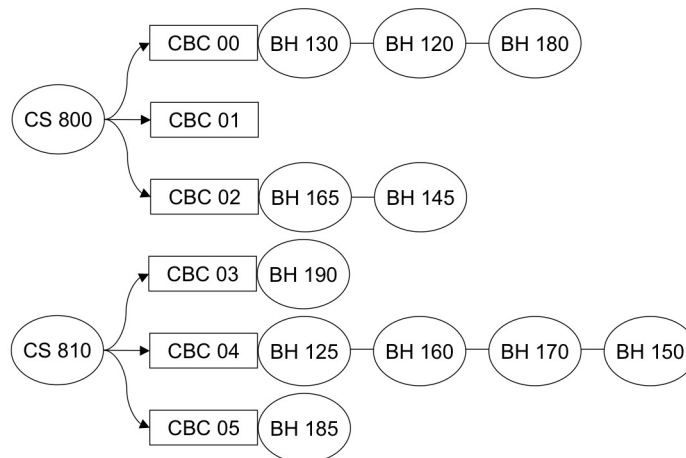 CBC 00 BH 130 BH 120 BH 180
CS 800 CBC 01
CBC 02 BH 165 BH 145
CBC 03 BH 190
CS 810 CBC 04 BH 125 BH 160 BH 170 BH 150
CBC 05 BH 185